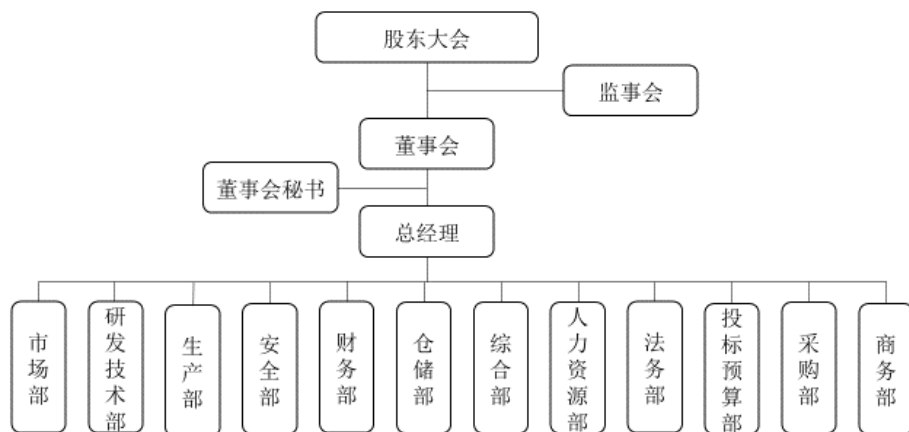 股东大会
监事会
董事会
董事会秘书
总经理
市场部
研发技术部
生产部
安全部
财务部
仓储部
综合部
人力资源部
法务部
投标预算部
采购部
商务部